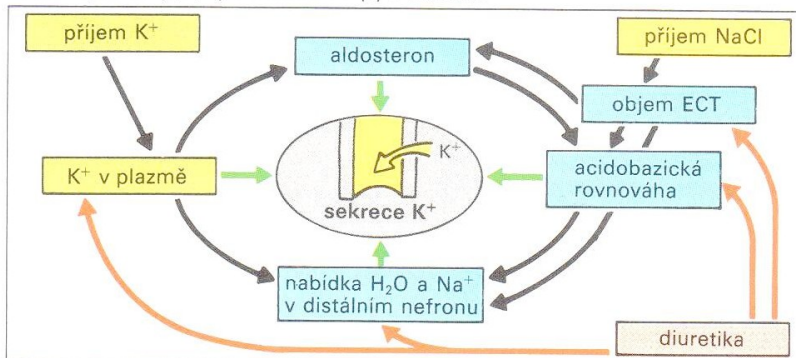 příjem K⁺
aldosteron
příjem NaCl
objem ECT
K⁺
K⁺ v plazmě
acidobazická
rovnováha
sekrece K⁺
nabídka H₂O a Na⁺
v distálním nefronu
diuretika